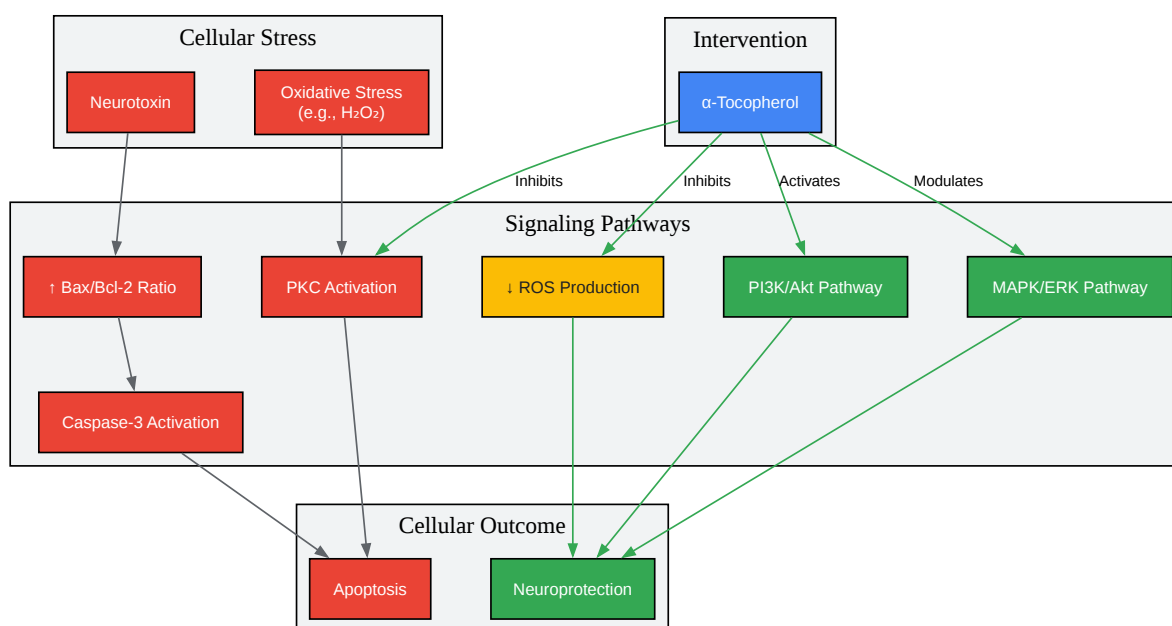 Cellular Stress
Intervention
Neurotoxin
Oxidative Stress
(e.g., H₂O₂)
α-Tocopherol
Inhibits
Inhibits
Activates
Modulates
Signaling Pathways
↑ Bax/Bcl-2 Ratio
PKC Activation
↓ ROS Production
PI3K/Akt Pathway
MAPK/ERK Pathway
Caspase-3 Activation
Cellular Outcome
Apoptosis
Neuroprotection